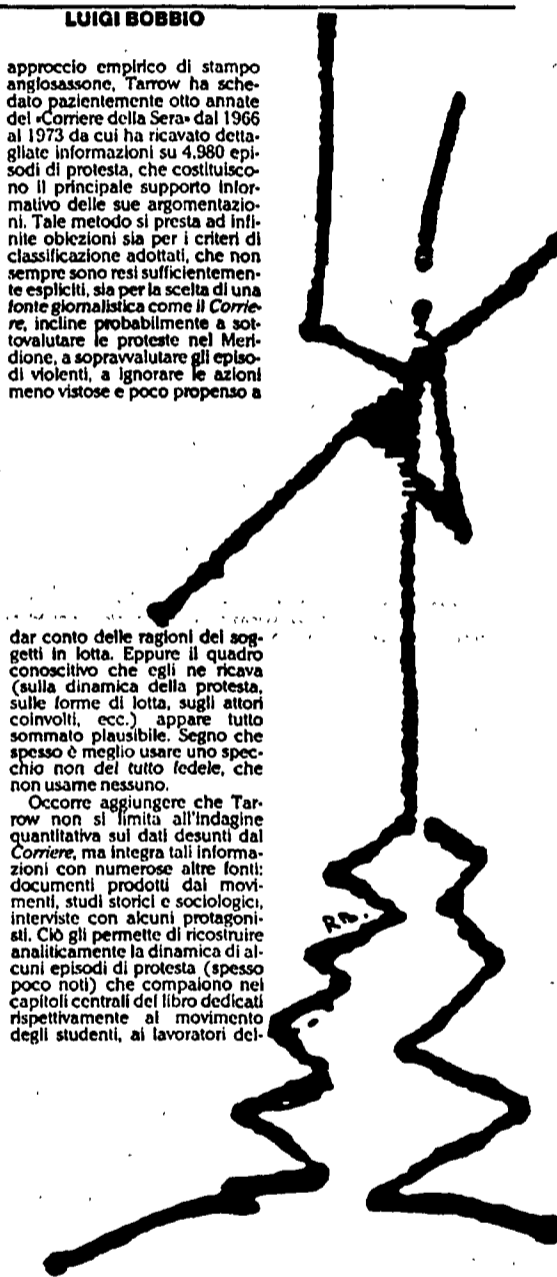 LUIGI BOBBIO
approccio empirico di stampo
anglosassone, Tarrow ha sche-
dato pazientemente otto annate
del «Corriere della Sera» dal 1966
al 1973 da cui ha ricavato detta-
gliate informazioni su 4.980 epi-
sodi di protesta, che costituisco-
no il principale supporto infor-
mativo delle sue argomentazio-
ni. Tale metodo si presta ad infi-
nite obiezioni sia per i criteri di
classificazione adottati, che non
sempre sono resi sufficientemen-
te espliciti, sia per la scelta di una
fonte giornalistica come il Corrie-
re, incline probabilmente a sot-
tovalutare le proteste nel Meri-
dione, a sopravvalutare gli episo-
di violenti, a ignorare le azioni
meno vistose e poco propenso a
dar conto delle ragioni dei sog-
getti in lotta. Eppure il quadro
conoscitivo che egli ne ricava
(sulla dinamica della protesta,
sulle forme di lotta, sugli attori
coinvolti, ecc.) appare tutto
sommato plausibile. Segno che
spesso è meglio usare uno spec-
chio non del tutto fedele, che
non usarne nessuno.
Occorre aggiungere che Tar-
row non si limita all'indagine
quantitativa sui dati desunti dal
Corriere, ma integra tali informa-
zioni con numerose altre fonti:
documenti prodotti dai movi-
menti, studi storici e sociologici,
interviste con alcuni protagoni-
sti. Ciò gli permette di ricostruire
analiticamente la dinamica di al-
cuni episodi di protesta (spesso
poco noti) che compaiono nei
capitoli centrali del libro dedicati
rispettivamente al movimento
degli studenti, ai lavoratori del-